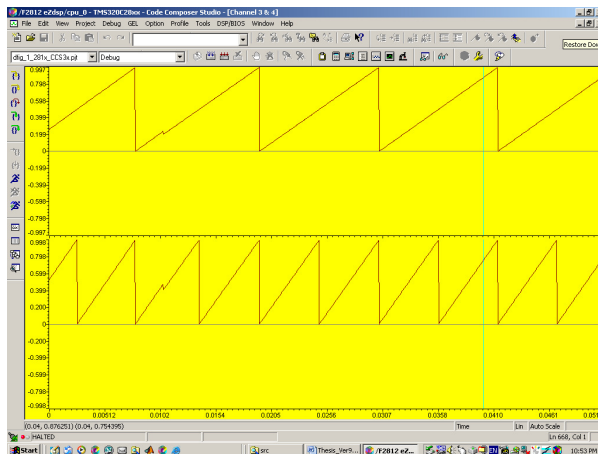 /F2812 eZdsp/cpu_0 - TMS320C28xx - Code Composer Studio - [Channel 3 & 4]
File Edit View Project Debug GEL Option Profile Tools DSP/BIOS Window Help
Restore Dow
dlig_1_281x_CCS3x.pjt Debug
0.997
0.798
0.598
0.399
0.199
0
-0.199
-0.399
-0.598
-0.798
-0.997
0.998
0.798
0.599
0.399
0.200
0
-0.200
-0.399
-0.599
-0.798
-0.998
0 0.00512 0.0102 0.0154 0.0205 0.0256 0.0307 0.0358 0.0410 0.0461 0.051
(0.04, 0.876251) (0.04, 0.754395) Time Lin Auto Scale
HALTED Ln 668, Col 1
Start src Thesis_Ver9... /F2812 eZ... EN 10:53 PM